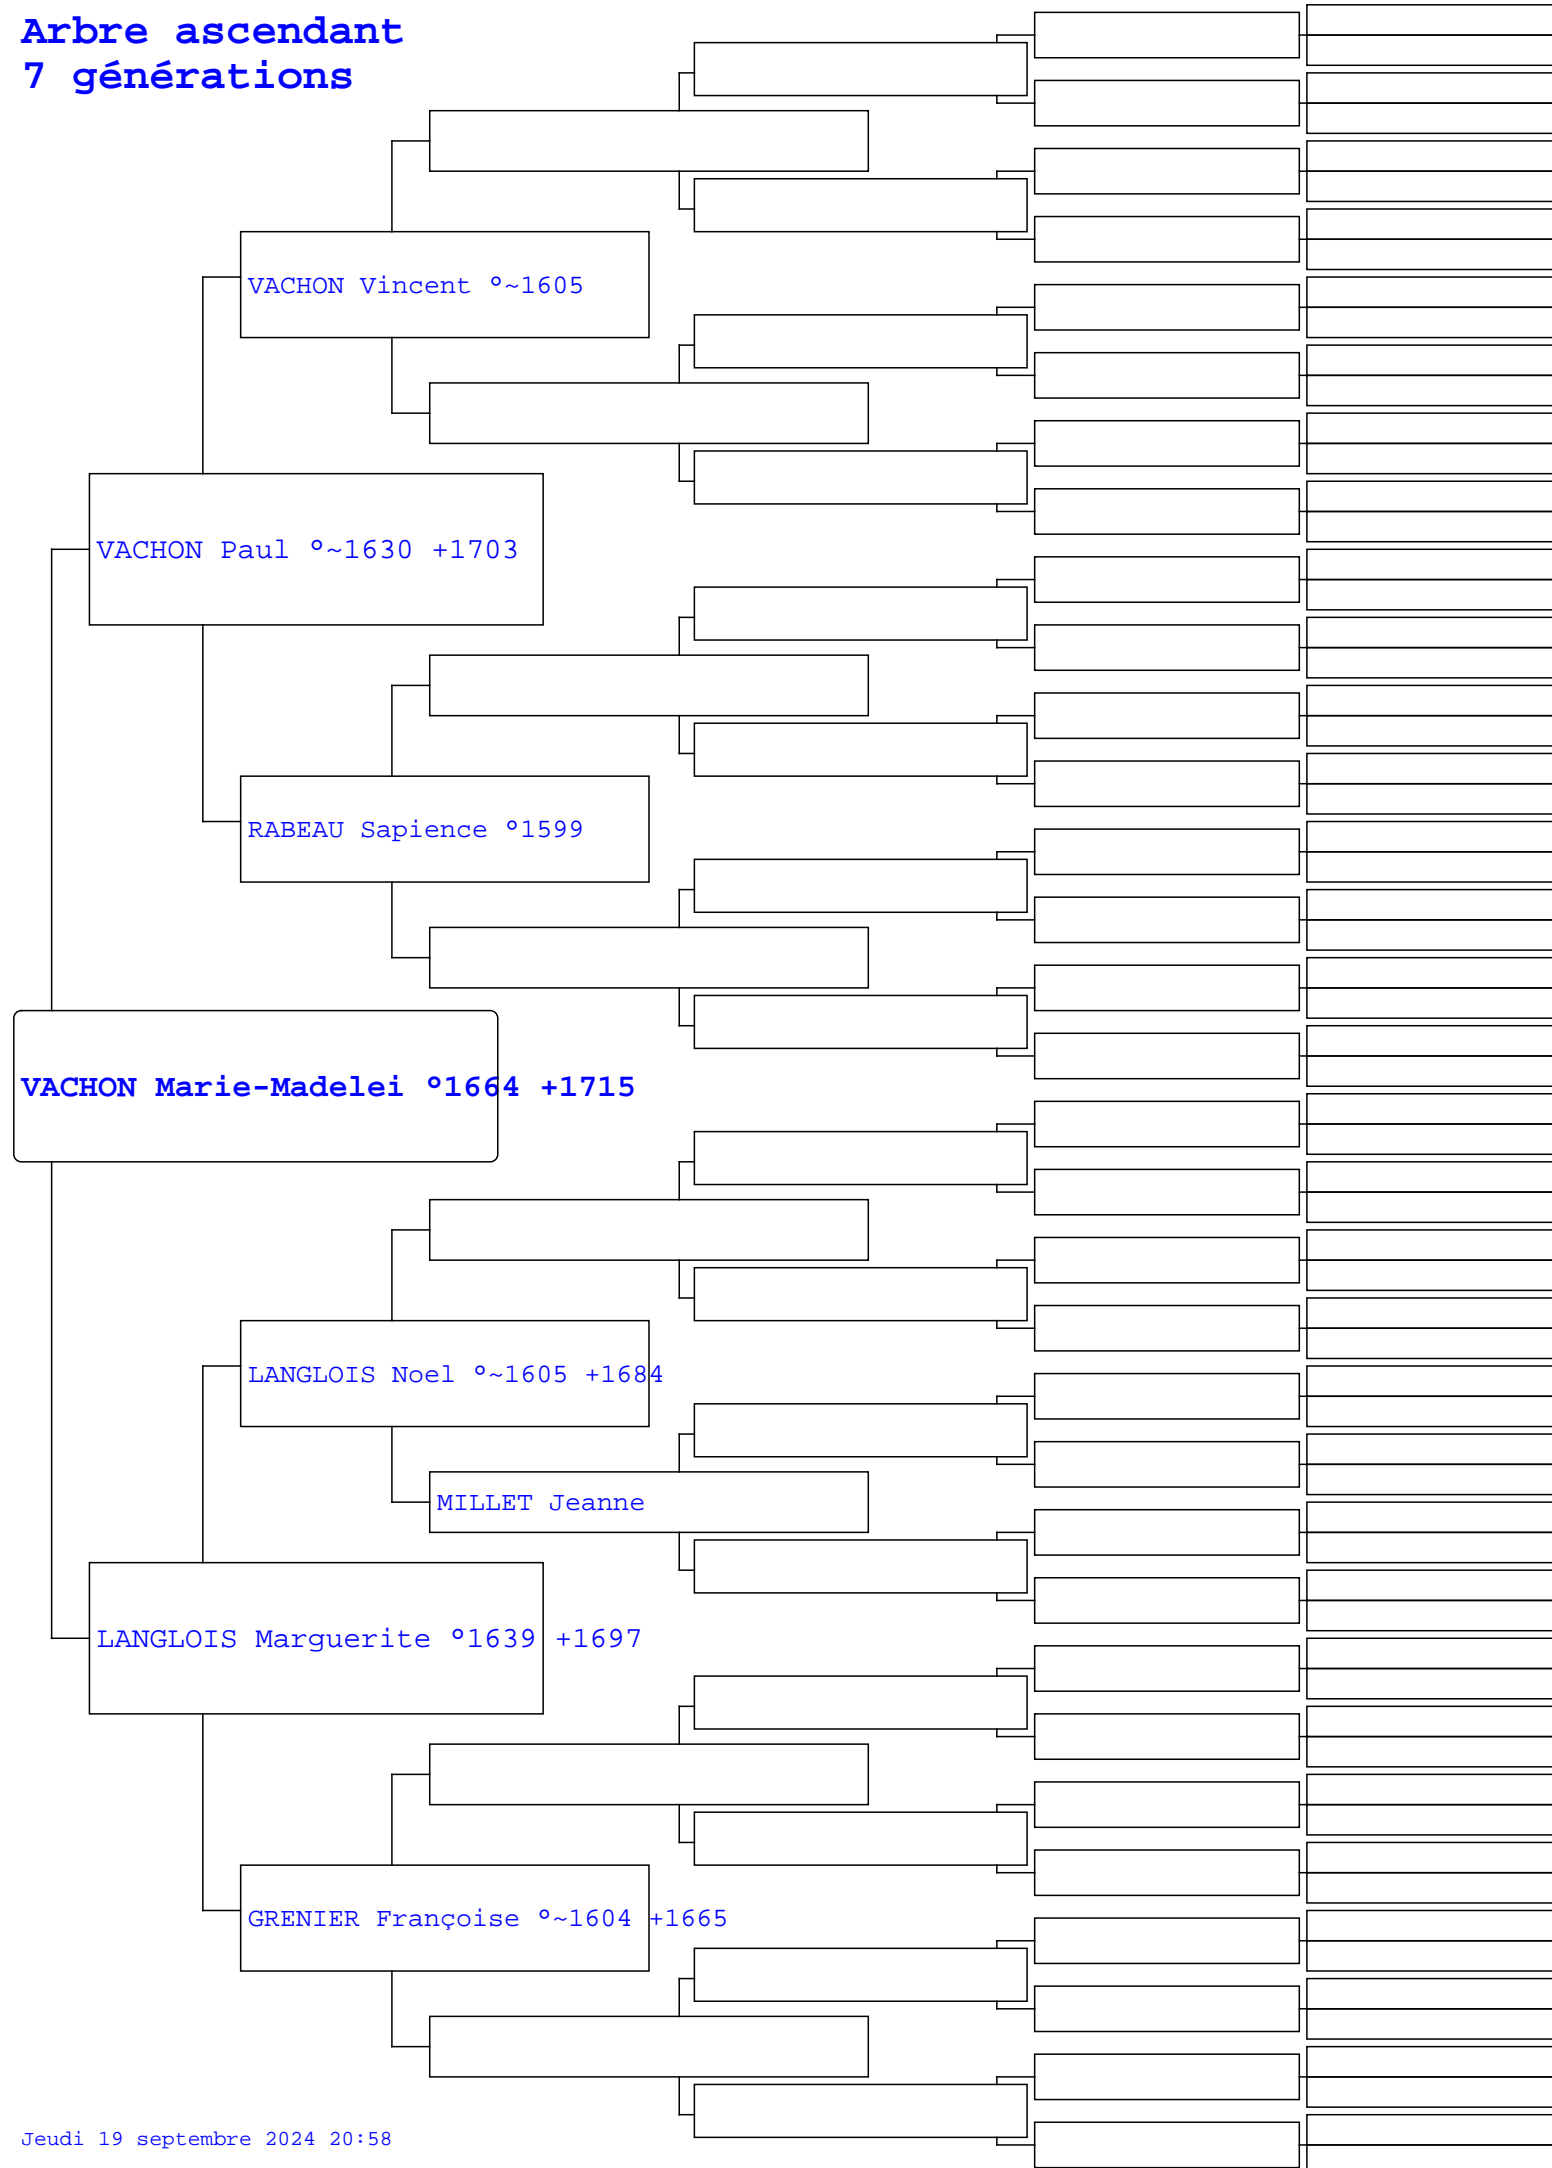 Arbre ascendant
7 générations
VACHON Vincent °~1605
VACHON Paul °~1630 +1703
RABEAU Sapience °1599
VACHON Marie-Madelei °1664 +1715
LANGLOIS Noel °~1605 +1684
MILLET Jeanne
LANGLOIS Marguerite °1639 +1697
GRENIER Françoise °~1604 +1665
Jeudi 19 septembre 2024 20:58